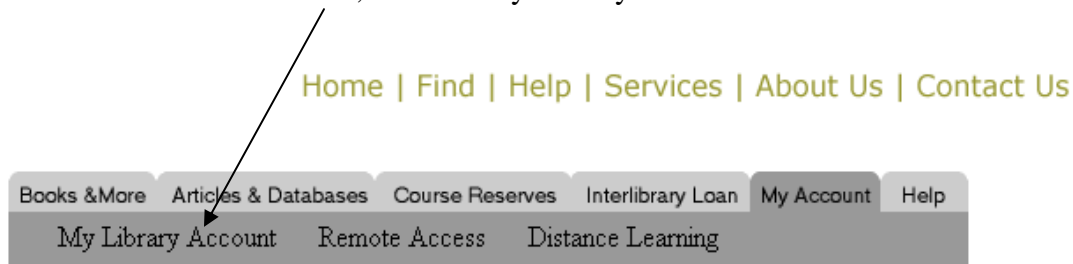 Home | Find | Help | Services | About Us | Contact Us
Books &More Articles & Databases Course Reserves Interlibrary Loan My Account Help
My Library Account Remote Access Distance Learning